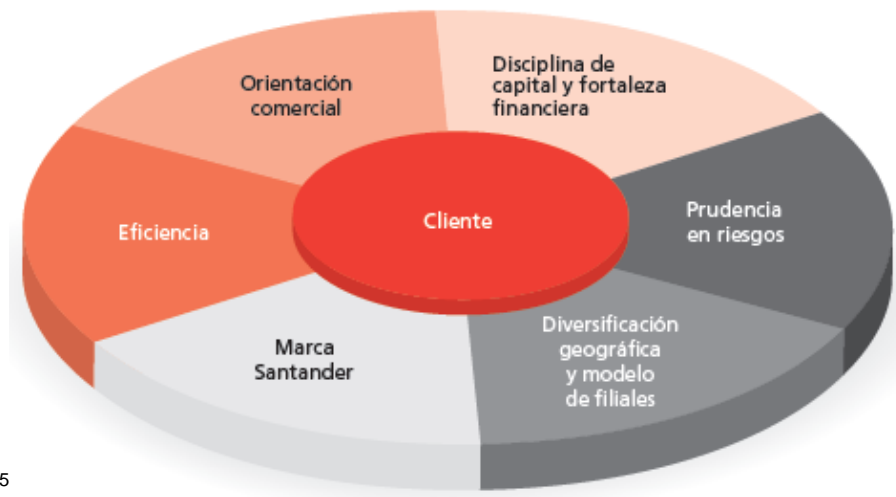 Orientación
comercial
Disciplina de
capital y fortaleza
financiera
Eficiencia
Cliente
Prudencia
en riesgos
Marca
Santander
Diversificación
geográfica
y modelo
de filiales
5